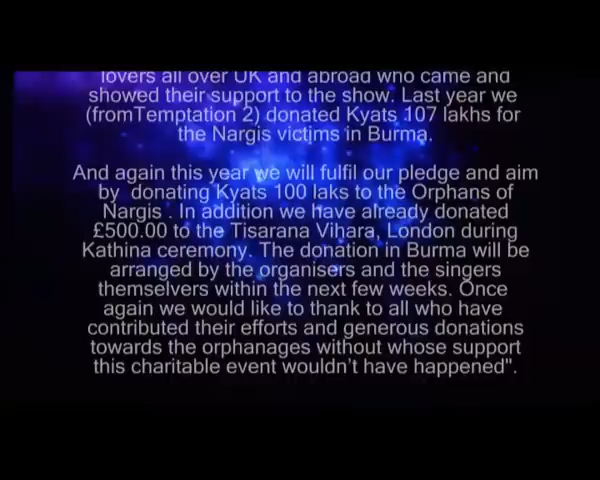 lovers all over UK and abroad who came and
showed their support to the show. Last year we
(fromTemptation 2) donated Kyats 107 lakhs for
the Nargis victims in Burma.
And again this year we will fulfil our pledge and aim
by donating Kyats 100 laks to the Orphans of
Nargis . In addition we have already donated
£500.00 to the Tisarana Vihara, London during
Kathina ceremony. The donation in Burma will be
arranged by the organisers and the singers
themselvers within the next few weeks. Once
again we would like to thank to all who have
contributed their efforts and generous donations
towards the orphanages without whose support
this charitable event wouldn't have happened".